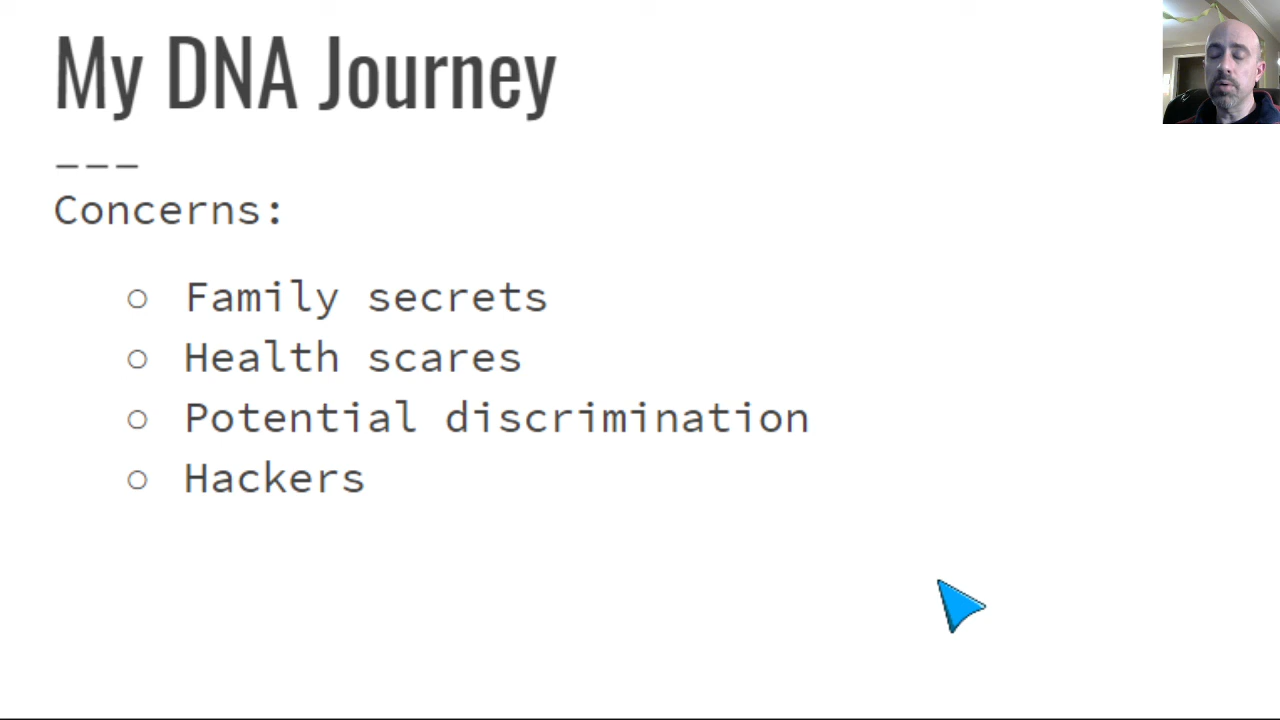 My DNA Journey
———
Concerns:
○ Family secrets
○ Health scares
○ Potential discrimination
○ Hackers